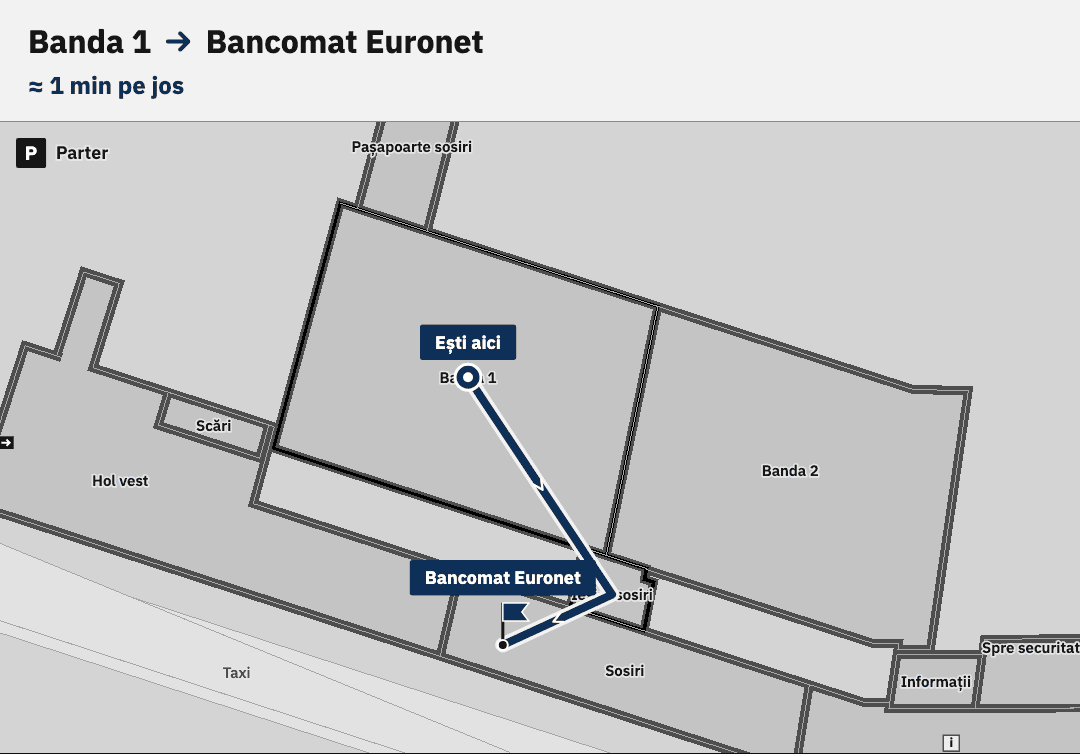 Banda 1 → Bancomat Euronet
≈ 1 min pe jos
P Parter
Pașapoarte sosiri
Ești aici
1
Scări
Banda 2
Hol vest
Bancomat Euronet
sosiri
Spre securitat
Sosiri
Taxi
Informații
i